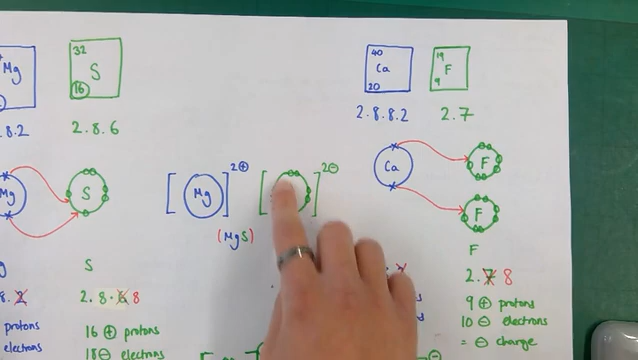 Mg
32
S
16
40
Ca
20
19
F
9
8.2
2.8.6
2.8.8.2
2.7
Mg
S
[Mg]2⊕
[ ]2⊖
(MgS)
Ca
F
F
S
F
8.2
2.8.6 8
2.7 8
protons
electrons
16 ⊕ protons
18⊖ electrons
9 ⊕ protons
10 ⊖ electrons
= ⊖ charge